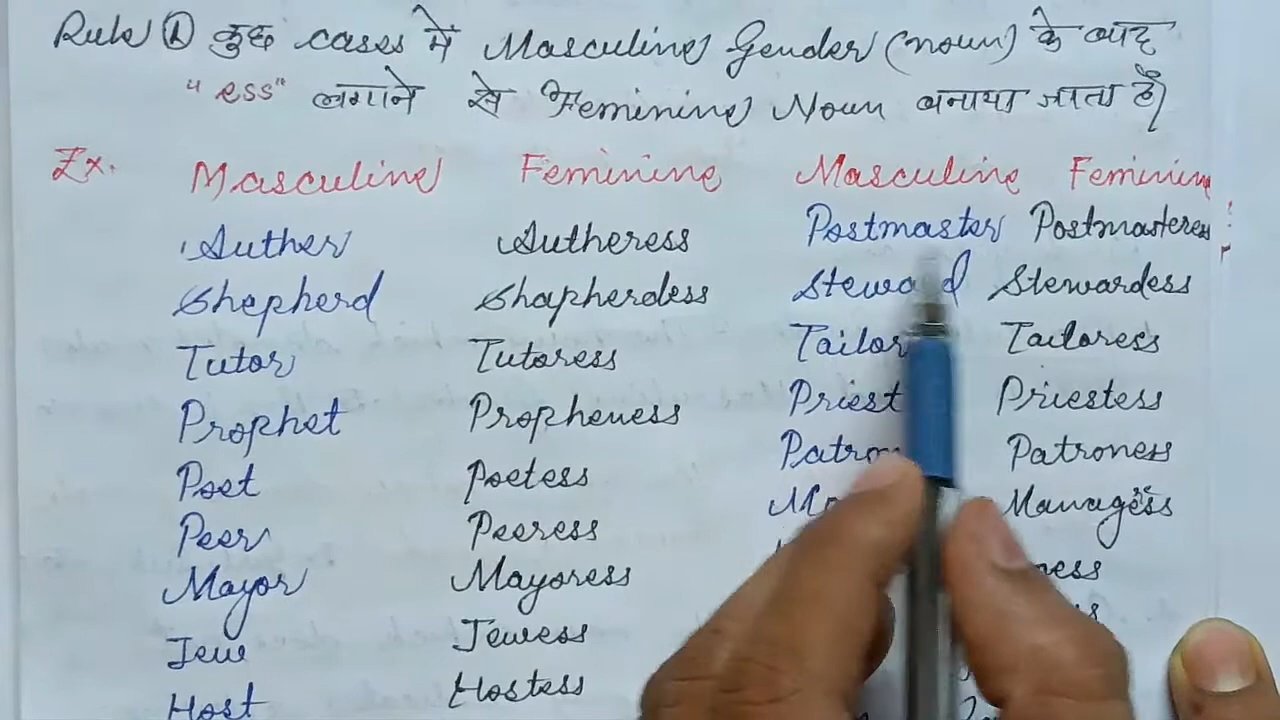 Rule ① कुछ cases में Masculine Gender (noun) के बाद
"ess" लगाने से Feminine Noun बनाया जाता है।
Ex. Masculine Feminine Masculine Feminine
Auther Autheress Postmaster Postmasteress
Shepherd Shapherdess Steward Stewardess
Tutor Tutoress Tailor Tailoress
Prophet Propheness Priest Priestess
Poet Poetess Patron Patroness
Peer Peeress Managess
Mayor Mayoress
Jew Jewess
Host Hostess